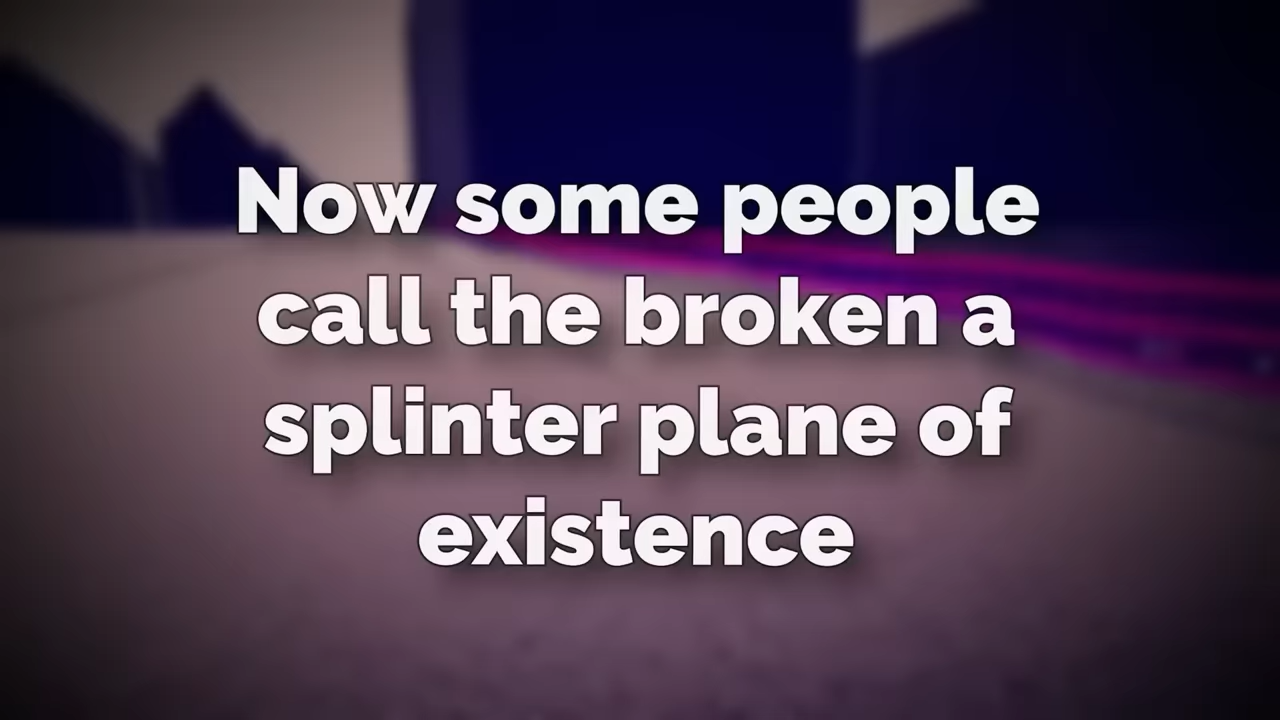 Now some people
call the broken a
splinter plane of
existence